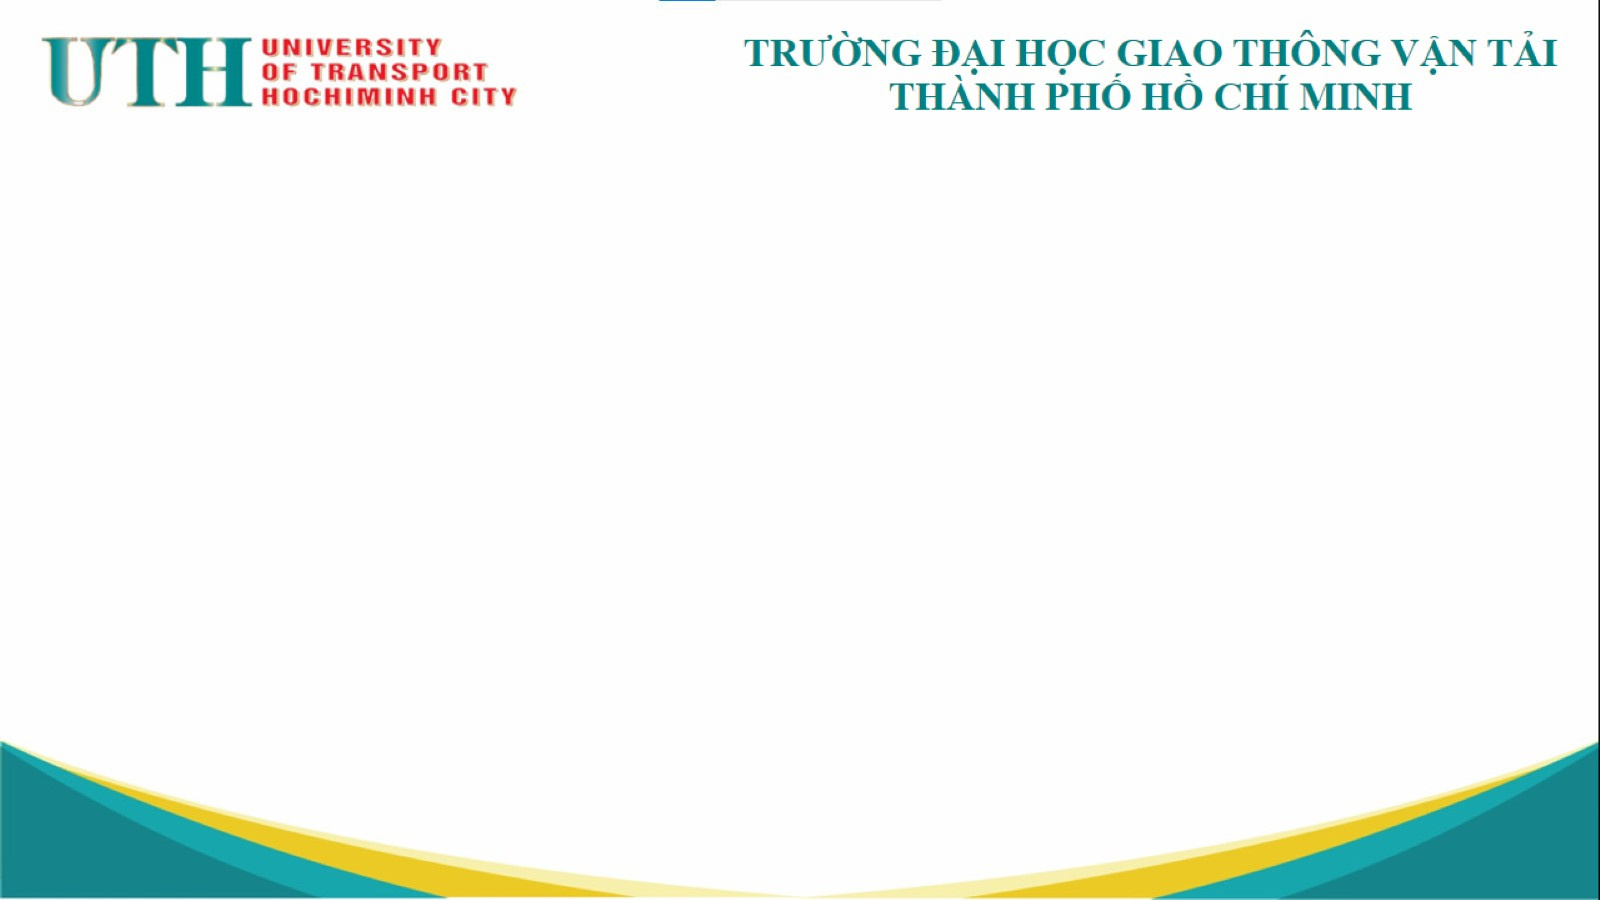 UTH
UNIVERSITY
OF TRANSPORT
HOCHIMINH CITY
TRƯỜNG ĐẠI HỌC GIAO THÔNG VẬN TẢI
THÀNH PHỐ HỒ CHÍ MINH